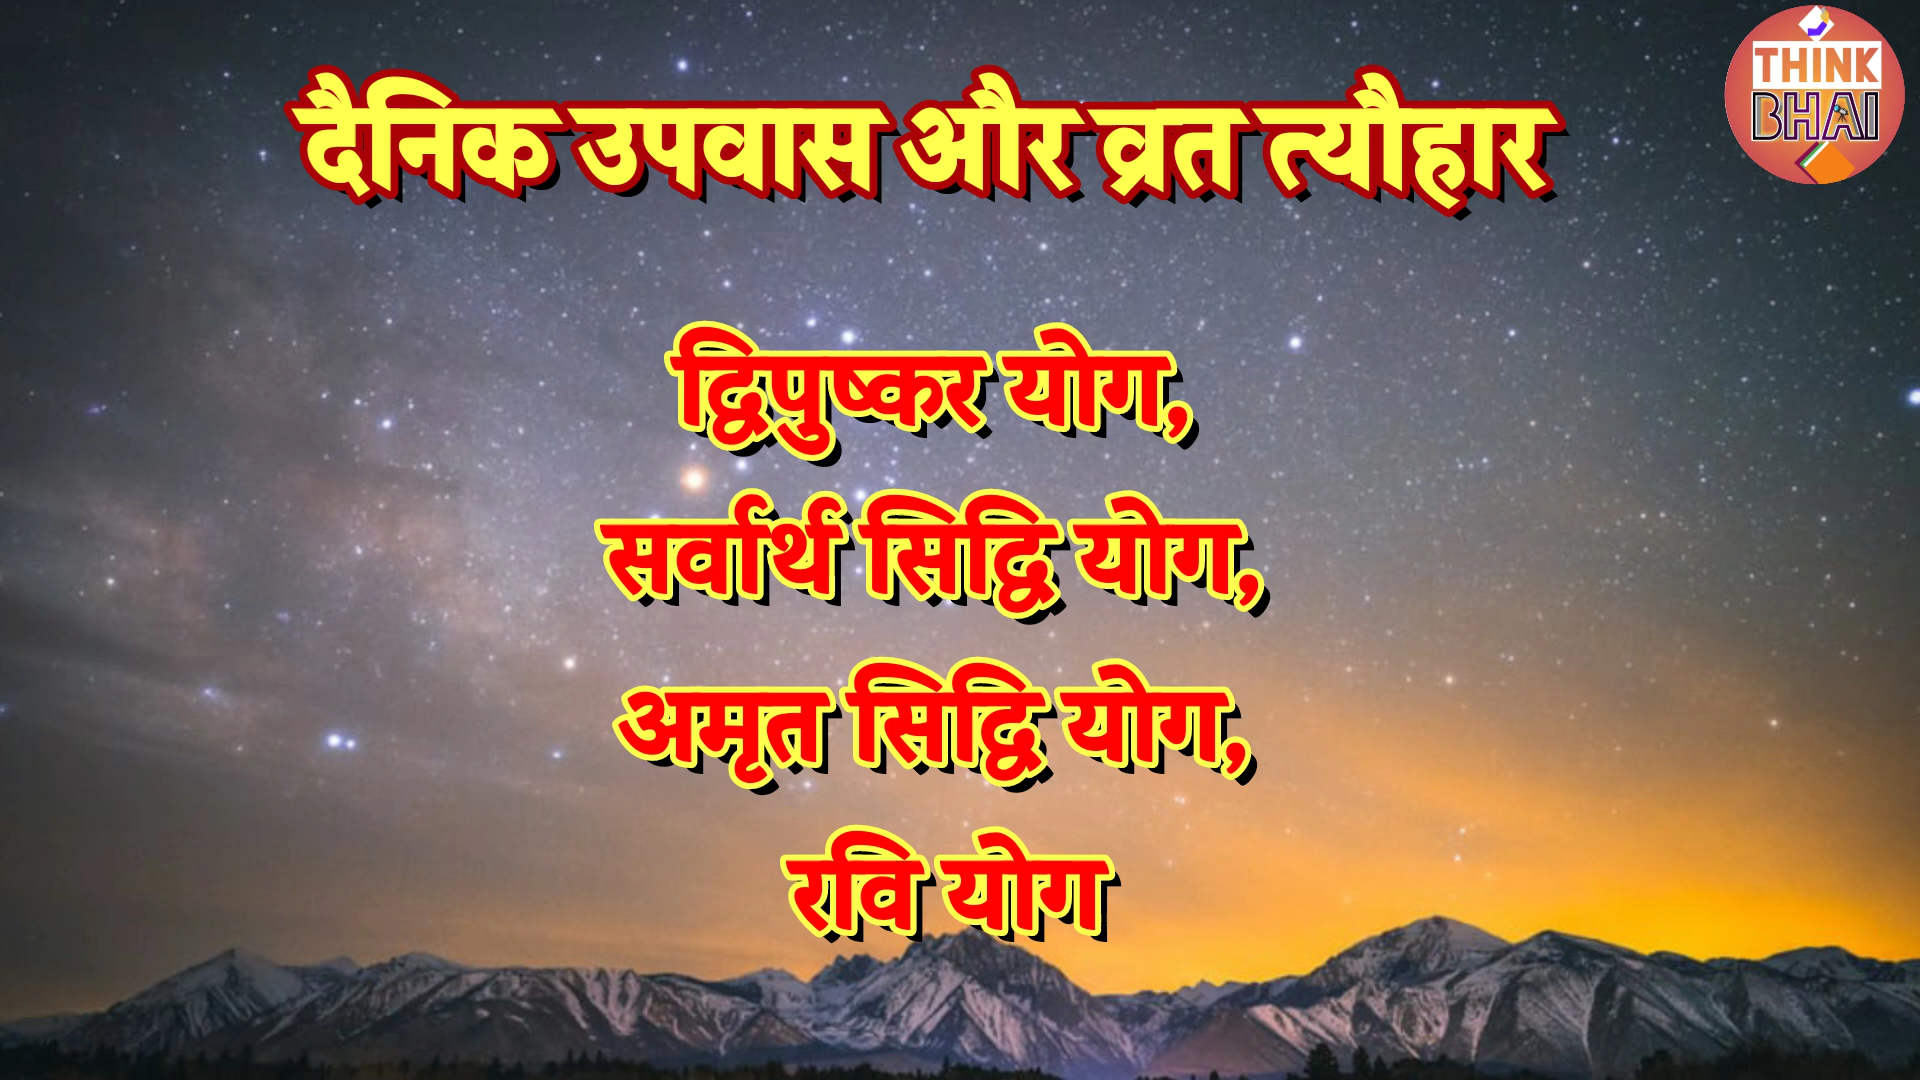 THINK
BHAI
दैनिक उपवास और व्रत त्यौहार
द्विपुष्कर योग,
सर्वार्थ सिद्धि योग,
अमृत सिद्धि योग,
रवि योग